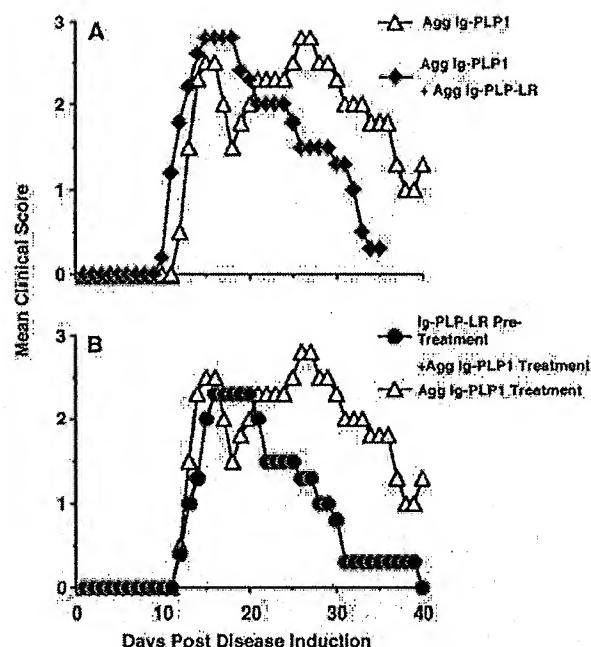 A
3
2
1
0
Mean Clinical Score
Agg Ig-PLP1
Agg Ig-PLP1
+ Agg Ig-PLP-LR
B
3
2
1
0
Ig-PLP-LR Pre-
Treatment
+Agg Ig-PLP1 Treatment
Agg Ig-PLP1 Treatment
0 10 20 30 40
Days Post Disease Induction